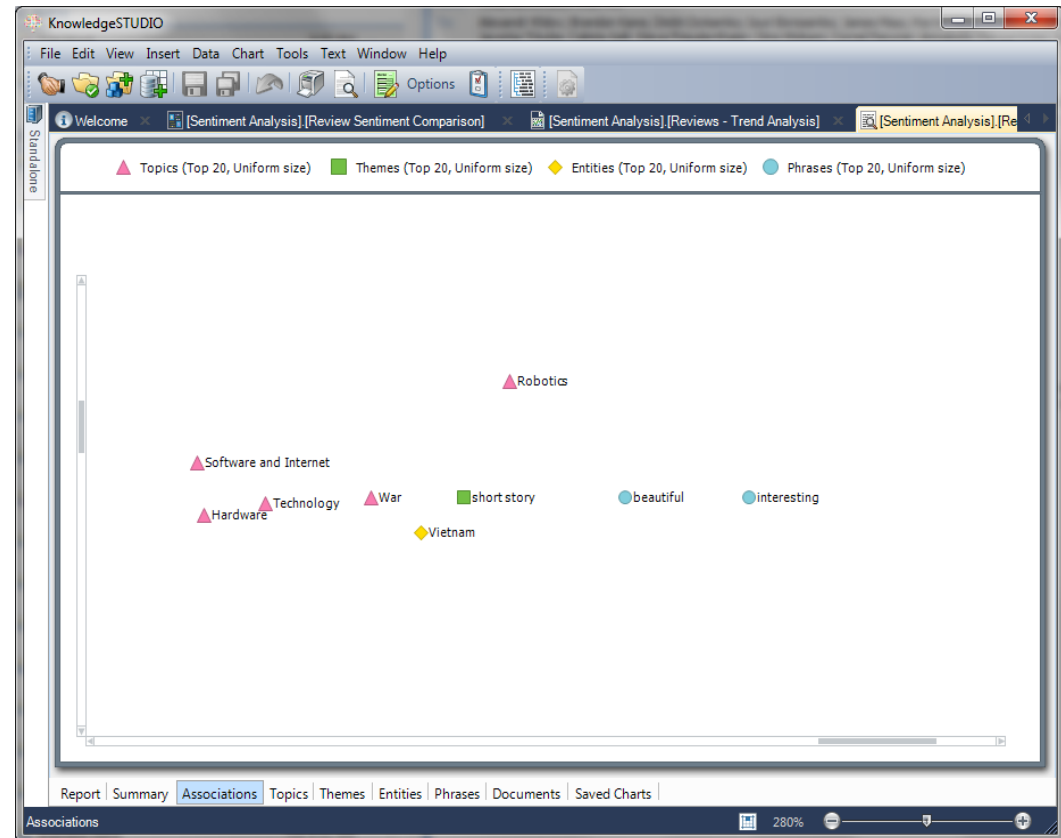 KnowledgeSTUDIO
File Edit View Insert Data Chart Tools Text Window Help
Options
Standalone
Welcome [Sentiment Analysis].[Review Sentiment Comparison] [Sentiment Analysis].[Reviews - Trend Analysis] [Sentiment Analysis].[Re
Topics (Top 20, Uniform size) Themes (Top 20, Uniform size) Entities (Top 20, Uniform size) Phrases (Top 20, Uniform size)
Robotics
Software and Internet
Technology War short story beautiful interesting
Hardware
Vietnam
Report Summary Associations Topics Themes Entities Phrases Documents Saved Charts
Associations 280%